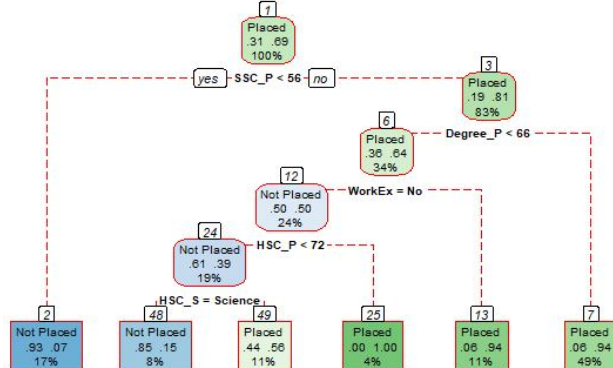 1
Placed
.31 .69
100%
yes SSC_P < 56 no
3
Placed
.19 .81
83%
Degree_P < 66
6
Placed
.36 .64
34%
WorkEx = No
12
Not Placed
.50 .50
24%
HSC_P < 72
24
Not Placed
.61 .39
19%
HSC_S = Science
2
Not Placed
.93 .07
17%
48
Not Placed
.85 .15
8%
49
Placed
.44 .56
11%
25
Placed
.00 1.00
4%
13
Placed
.06 .94
11%
7
Placed
.06 .94
49%